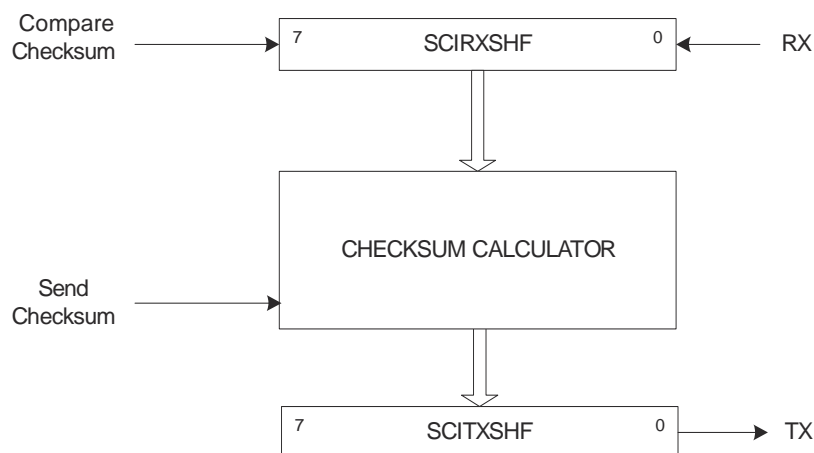 Compare
Checksum
7 SCIRXSHF 0
RX
CHECKSUM CALCULATOR
Send
Checksum
7 SCITXSHF 0
TX